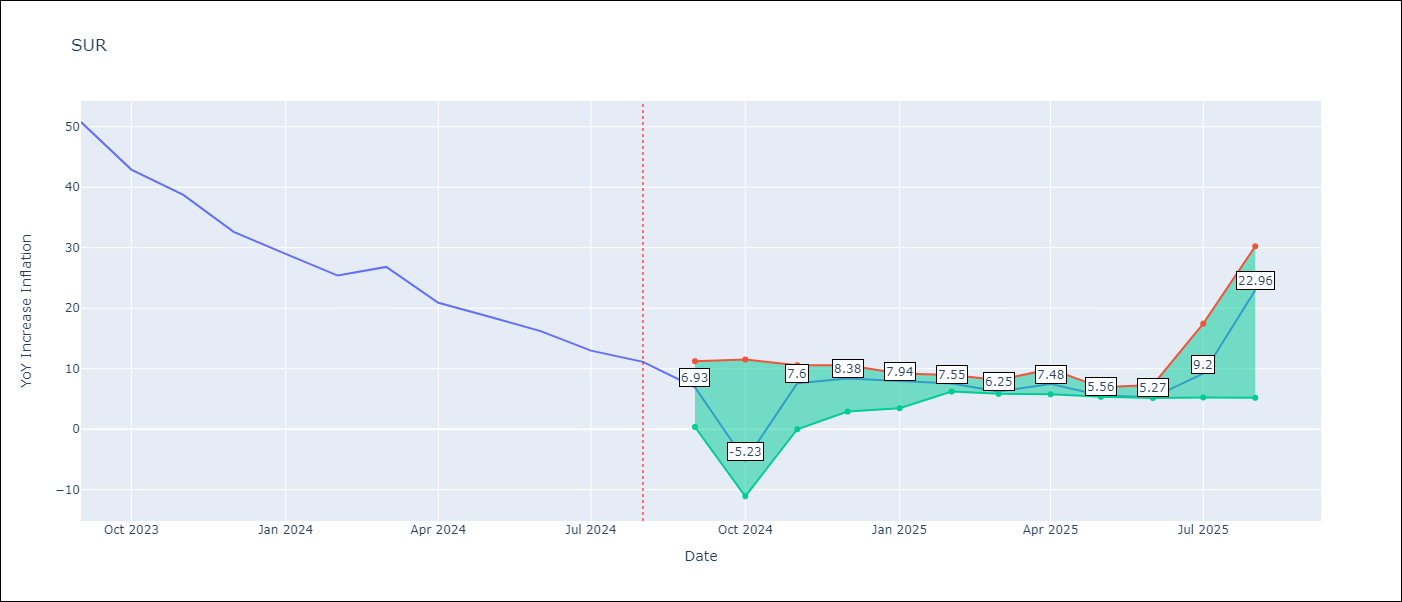 SUR
YoY Increase Inflation
50
40
30
20
10
0
−10
6.93
-5.23
7.6
8.38
7.94
7.55
6.25
7.48
5.56
5.27
9.2
22.96
Oct 2023
Jan 2024
Apr 2024
Jul 2024
Oct 2024
Jan 2025
Apr 2025
Jul 2025
Date